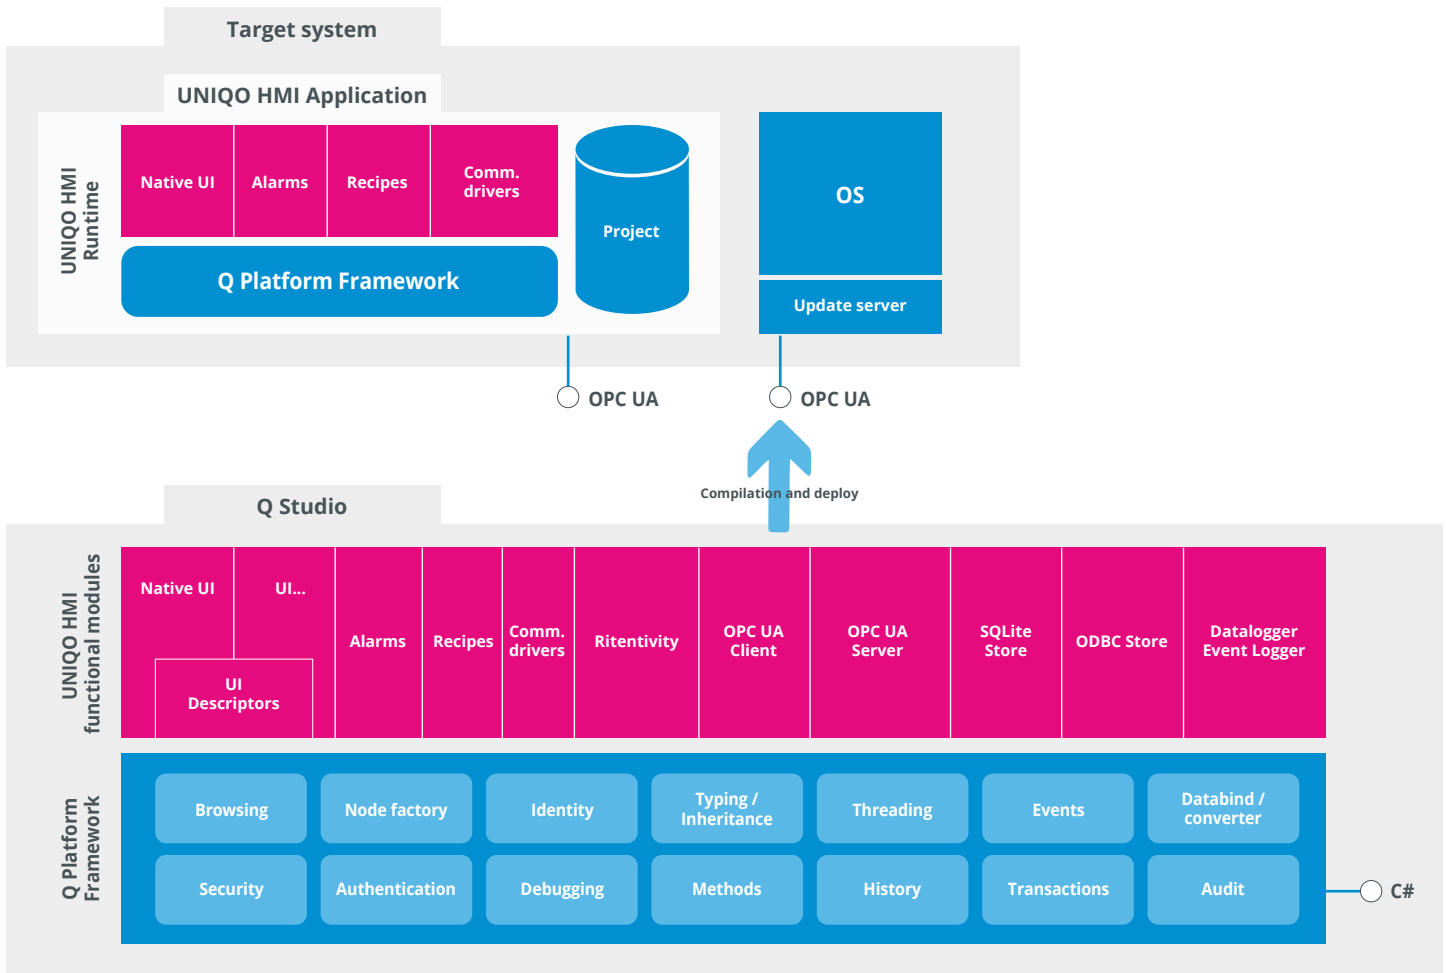 Target system
UNIQO HMI Application
UNIQO HMI
Runtime
Native UI
Alarms
Recipes
Comm.
drivers
Q Platform Framework
Project
OS
Update server
OPC UA
OPC UA
Compilation and deploy
Q Studio
UNIQO HMI
functional modules
Native UI
UI...
UI
Descriptors
Alarms
Recipes
Comm.
drivers
Ritentivity
OPC UA
Client
OPC UA
Server
SQLite
Store
ODBC Store
Datalogger
Event Logger
Q Platform
Framework
Browsing
Node factory
Identity
Typing /
Inheritance
Threading
Events
Databind /
converter
Security
Authentication
Debugging
Methods
History
Transactions
Audit
C#